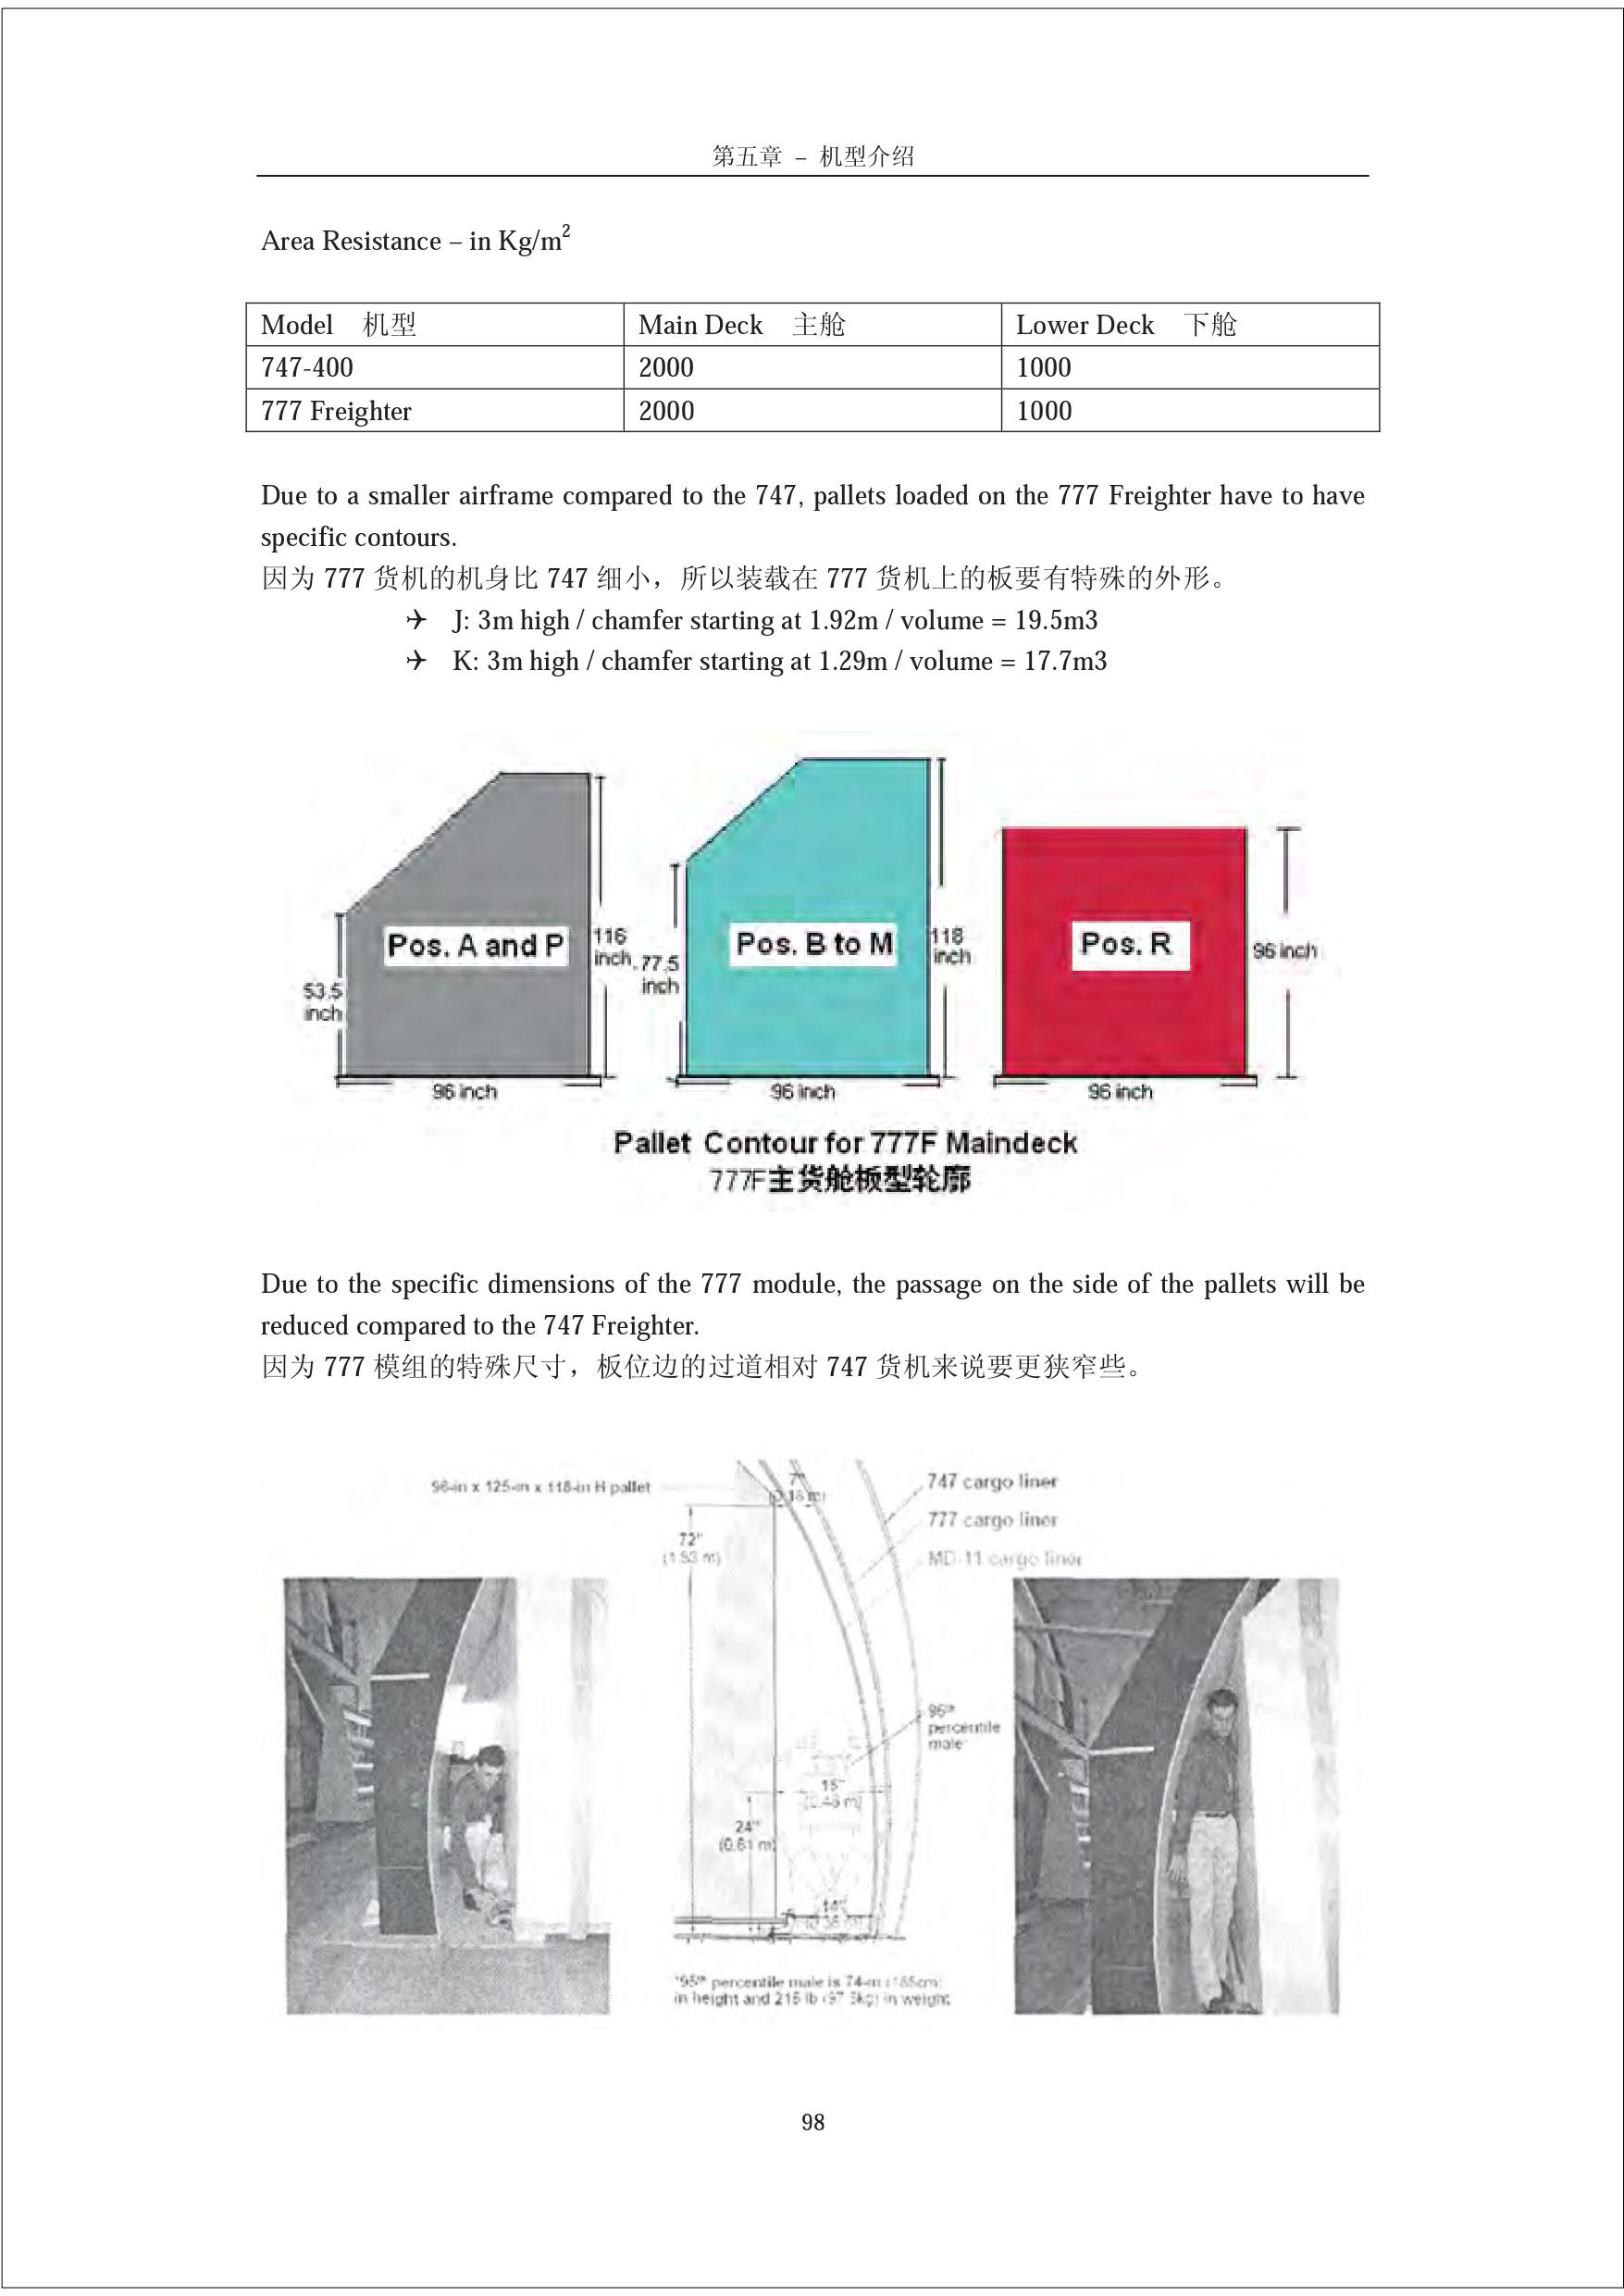 第五章 – 机型介绍
Area Resistance – in Kg/m²
Model 机型 Main Deck 主舱 Lower Deck 下舱
747-400 2000 1000
777 Freighter 2000 1000
Due to a smaller airframe compared to the 747, pallets loaded on the 777 Freighter have to have
specific contours.
因为 777 货机的机身比 747 细小，所以装载在 777 货机上的板要有特殊的外形。
✈ J: 3m high / chamfer starting at 1.92m / volume = 19.5m3
✈ K: 3m high / chamfer starting at 1.29m / volume = 17.7m3
Pos. A and P
116
inch
53.5
inch
96 inch
Pos. B to M
118
inch
77.5
inch
96 inch
Pos. R
96 inch
96 inch
Pallet Contour for 777F Maindeck
777F主货舱板型轮廓
Due to the specific dimensions of the 777 module, the passage on the side of the pallets will be
reduced compared to the 747 Freighter.
因为 777 模组的特殊尺寸，板位边的过道相对 747 货机来说要更狭窄些。
96-in x 125-in x 118-in H pallet
7"
72"
(1.53 m)
747 cargo liner
777 cargo liner
MD-11 cargo liner
95th
percentile
male
15"
24"
(0.61 m)
14"
*95th percentile male is 74-in
in height and 215 lb in weight
98